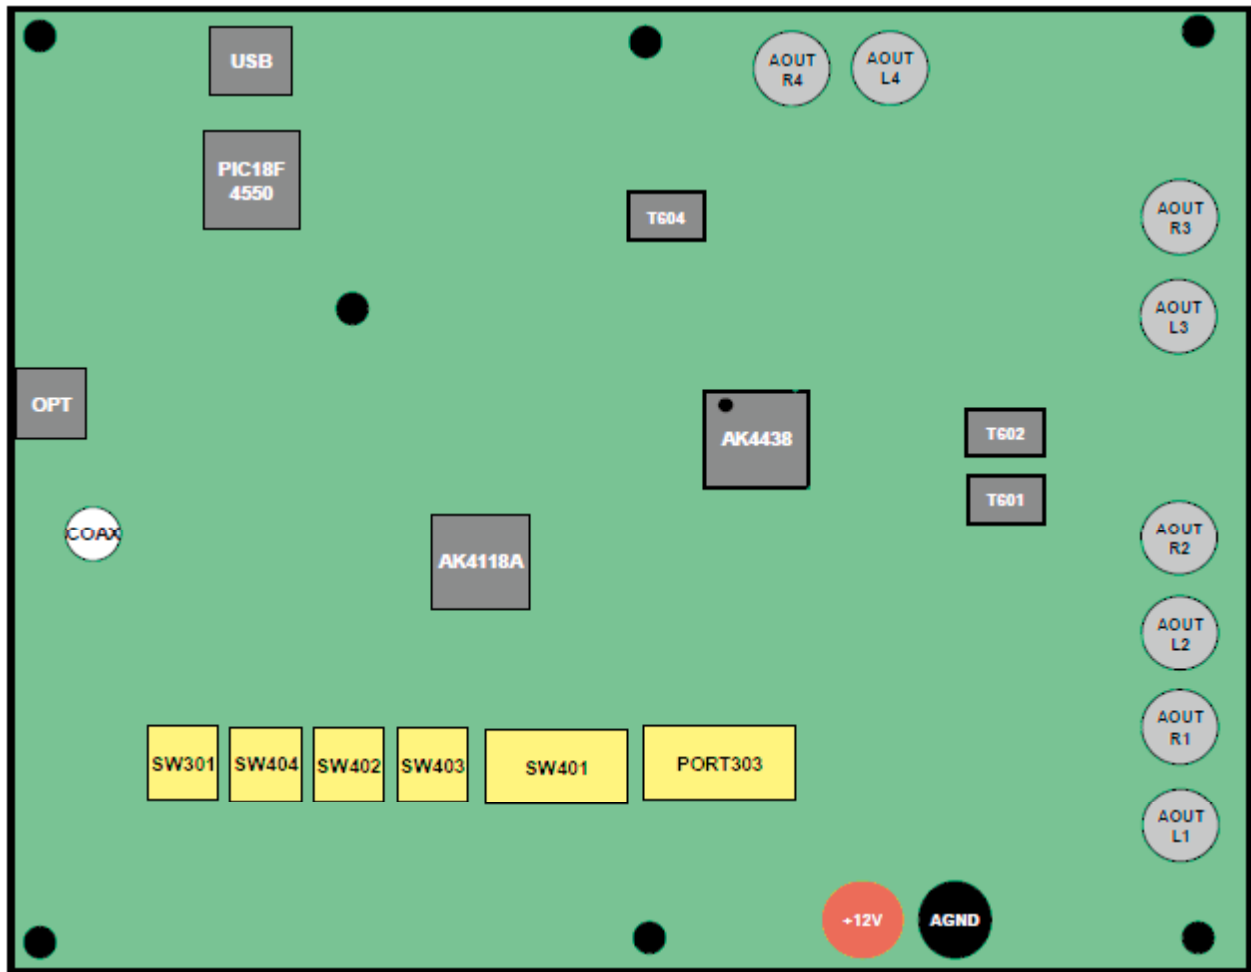 USB
AOUT
R4
AOUT
L4
PIC18F
4550
T604
AOUT
R3
AOUT
L3
OPT
AK4438
T602
T601
COAX
AK4118A
AOUT
R2
AOUT
L2
AOUT
R1
SW301
SW404
SW402
SW403
SW401
PORT303
AOUT
L1
+12V
AGND